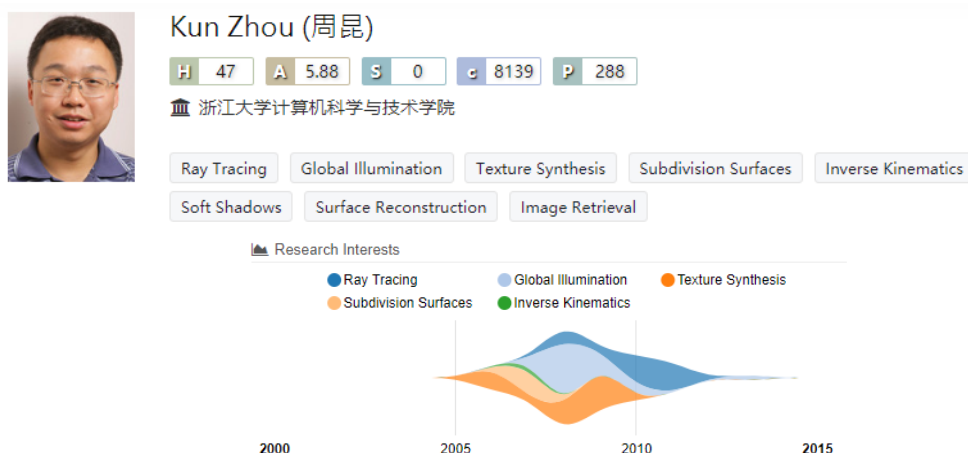 Kun Zhou (周昆)
H 47 A 5.88 S 0 c 8139 P 288
浙江大学计算机科学与技术学院
Ray Tracing Global Illumination Texture Synthesis Subdivision Surfaces Inverse Kinematics
Soft Shadows Surface Reconstruction Image Retrieval
Research Interests
Ray Tracing Global Illumination Texture Synthesis
Subdivision Surfaces Inverse Kinematics
2000 2005 2010 2015